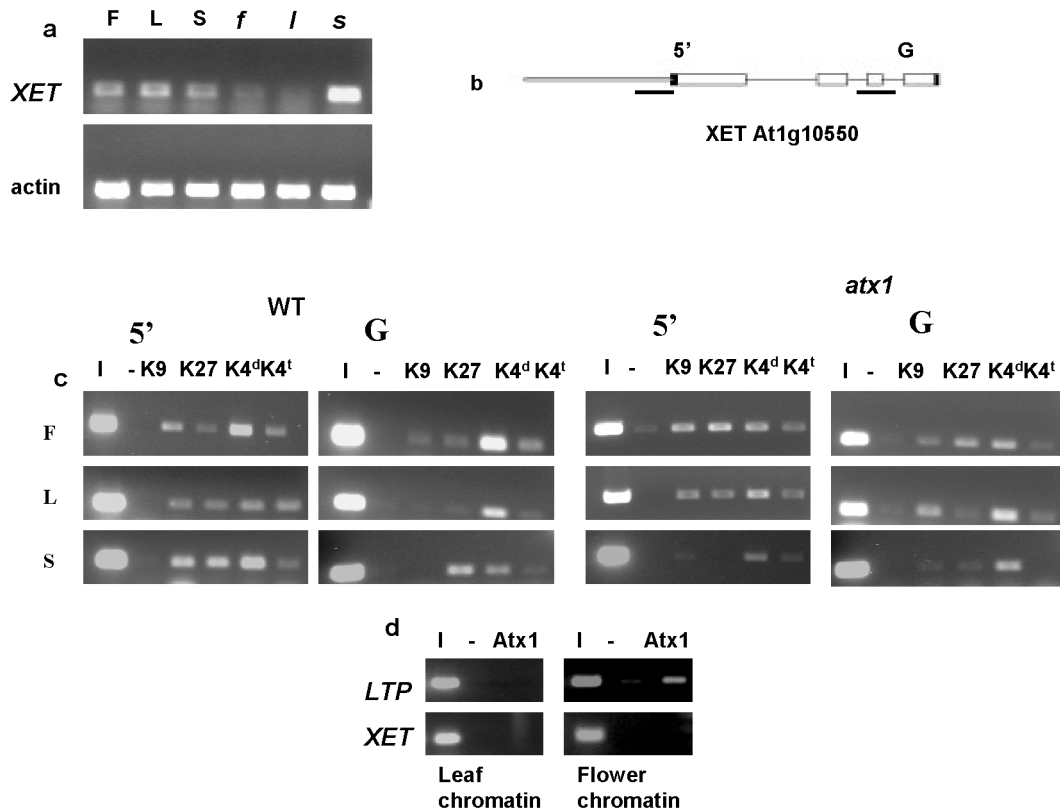 a
F L S f l s
XET
actin
b
5’ G
XET At1g10550
WT
atx1
5’ G 5’ G
c
I - K9 K27 K4ᵈ K4ᵗ
I - K9 K27 K4ᵈ K4ᵗ
I - K9 K27 K4ᵈ K4ᵗ
I - K9 K27 K4ᵈ K4ᵗ
F
L
S
d
I - Atx1
I - Atx1
LTP
XET
Leaf
chromatin
Flower
chromatin